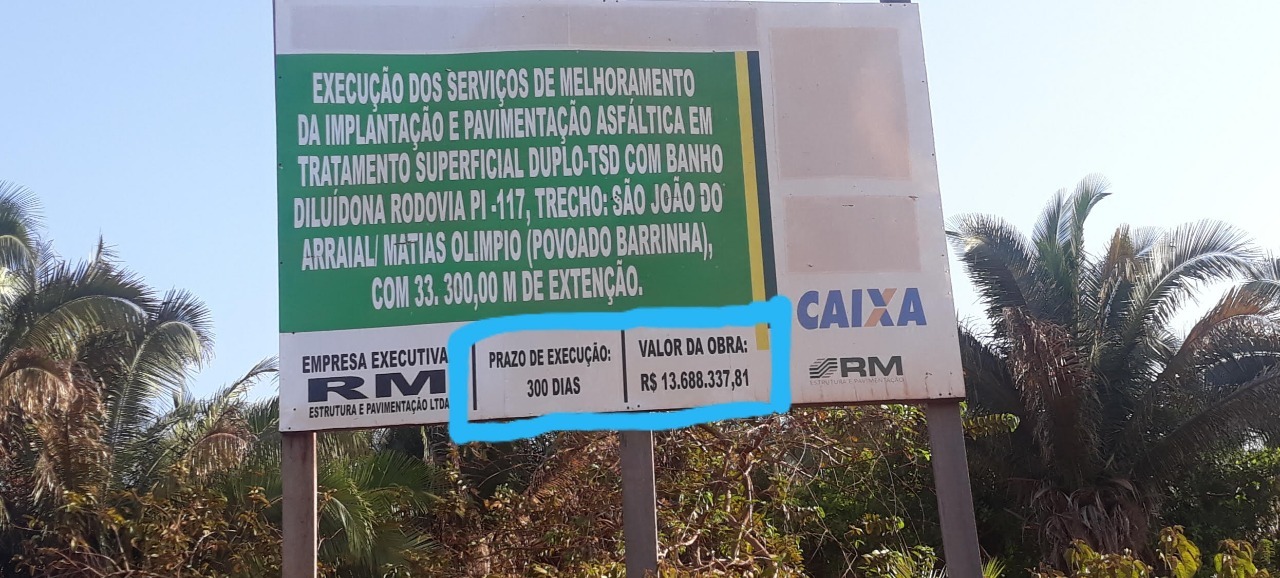 EXECUÇÃO DOS SERVIÇOS DE MELHORAMENTO
DA IMPLANTAÇÃO E PAVIMENTAÇÃO ASFÁLTICA EM
TRATAMENTO SUPERFICIAL DUPLO-TSD COM BANHO
DILUÍDONA RODOVIA PI -117, TRECHO: SÃO JOÃO DO
ARRAIAL/ MATIAS OLIMPIO (POVOADO BARRINHA),
COM 33. 300,00 M DE EXTENÇÃO.
EMPRESA EXECUTIVA
RM
ESTRUTURA E PAVIMENTAÇÃO LTDA
PRAZO DE EXECUÇÃO:
300 DIAS
VALOR DA OBRA:
R$ 13.688.337,81
CAIXA
RM
ESTRUTURA E PAVIMENTAÇÃO